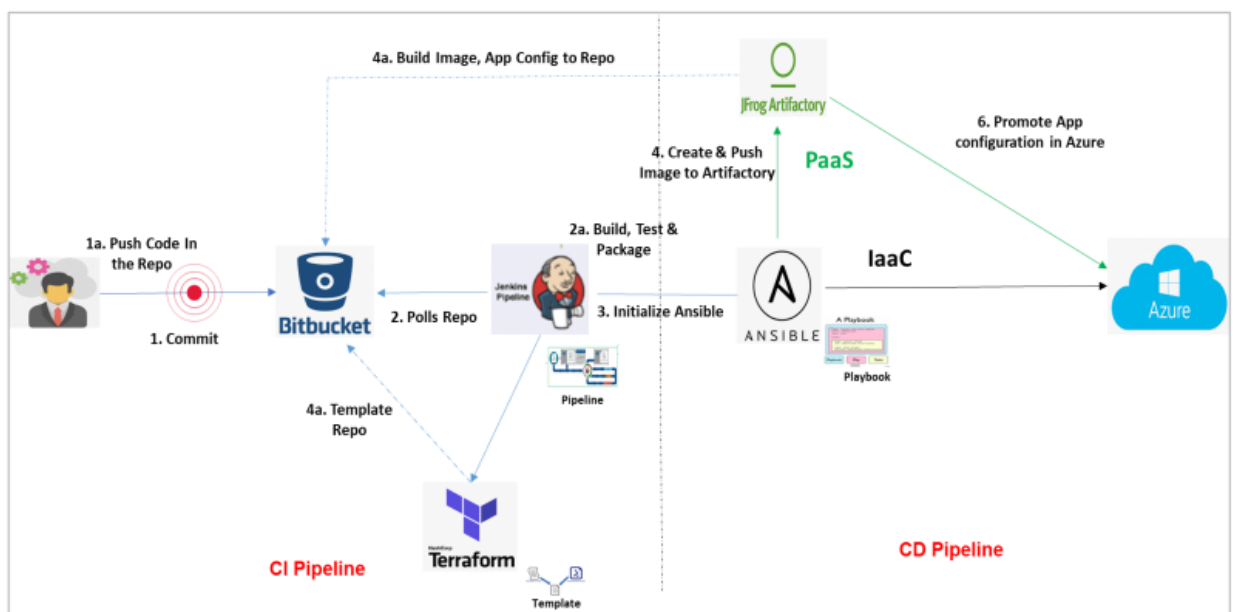 4a. Build Image, App Config to Repo
JFrog Artifactory
6. Promote App
configuration in Azure
4. Create & Push
Image to Artifactory
PaaS
1a. Push Code In
the Repo
2a. Build, Test &
Package
IaaC
Jenkins
Pipeline
Bitbucket
2. Polls Repo
3. Initialize Ansible
ANSIBLE
Azure
1. Commit
A Playbook
Playbook
Pipeline
4a. Template
Repo
HashiCorp
Terraform
Template
CI Pipeline
CD Pipeline